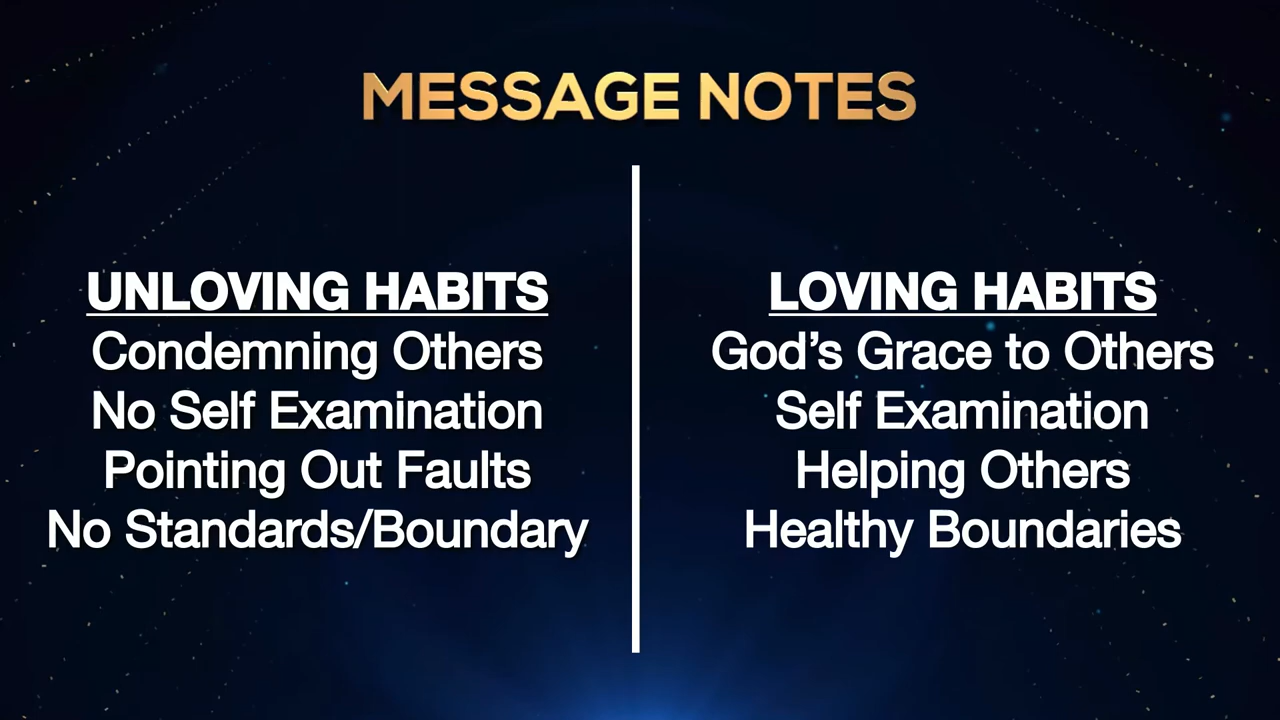 MESSAGE NOTES
UNLOVING HABITS
Condemning Others
No Self Examination
Pointing Out Faults
No Standards/Boundary
LOVING HABITS
God’s Grace to Others
Self Examination
Helping Others
Healthy Boundaries